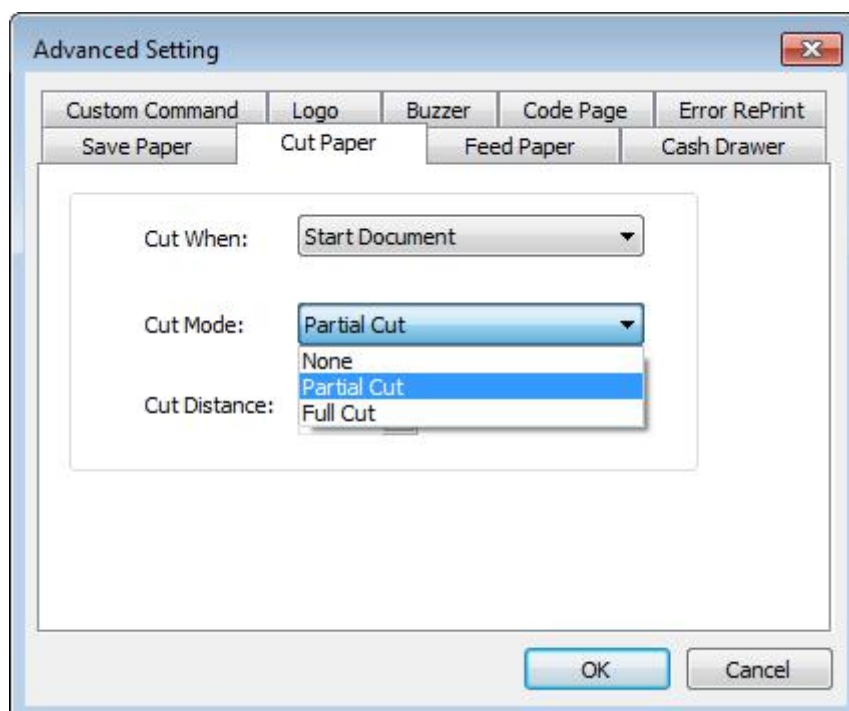 Advanced Setting
Custom Command Logo Buzzer Code Page Error RePrint
Save Paper Cut Paper Feed Paper Cash Drawer
Cut When: Start Document
Cut Mode: Partial Cut
None
Partial Cut
Cut Distance: Full Cut
OK Cancel